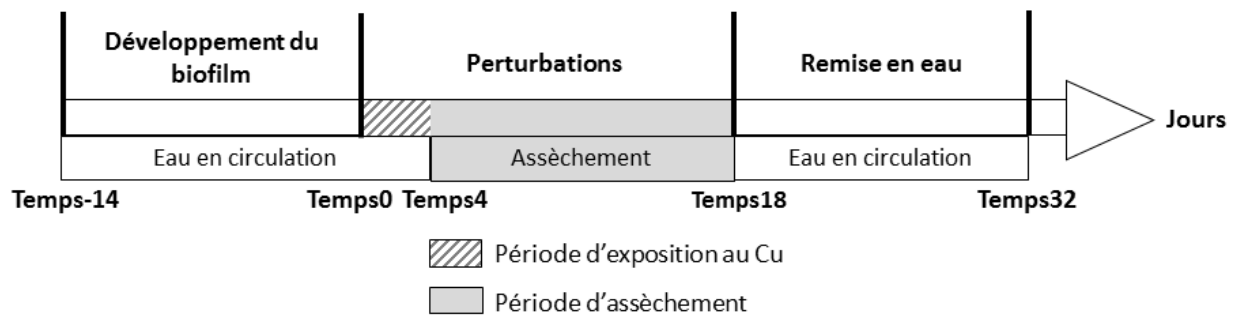 Développement du
biofilm
Perturbations
Remise en eau
Jours
Eau en circulation
Assèchement
Eau en circulation
Temps-14
Temps0
Temps4
Temps18
Temps32
Période d'exposition au Cu
Période d'assèchement